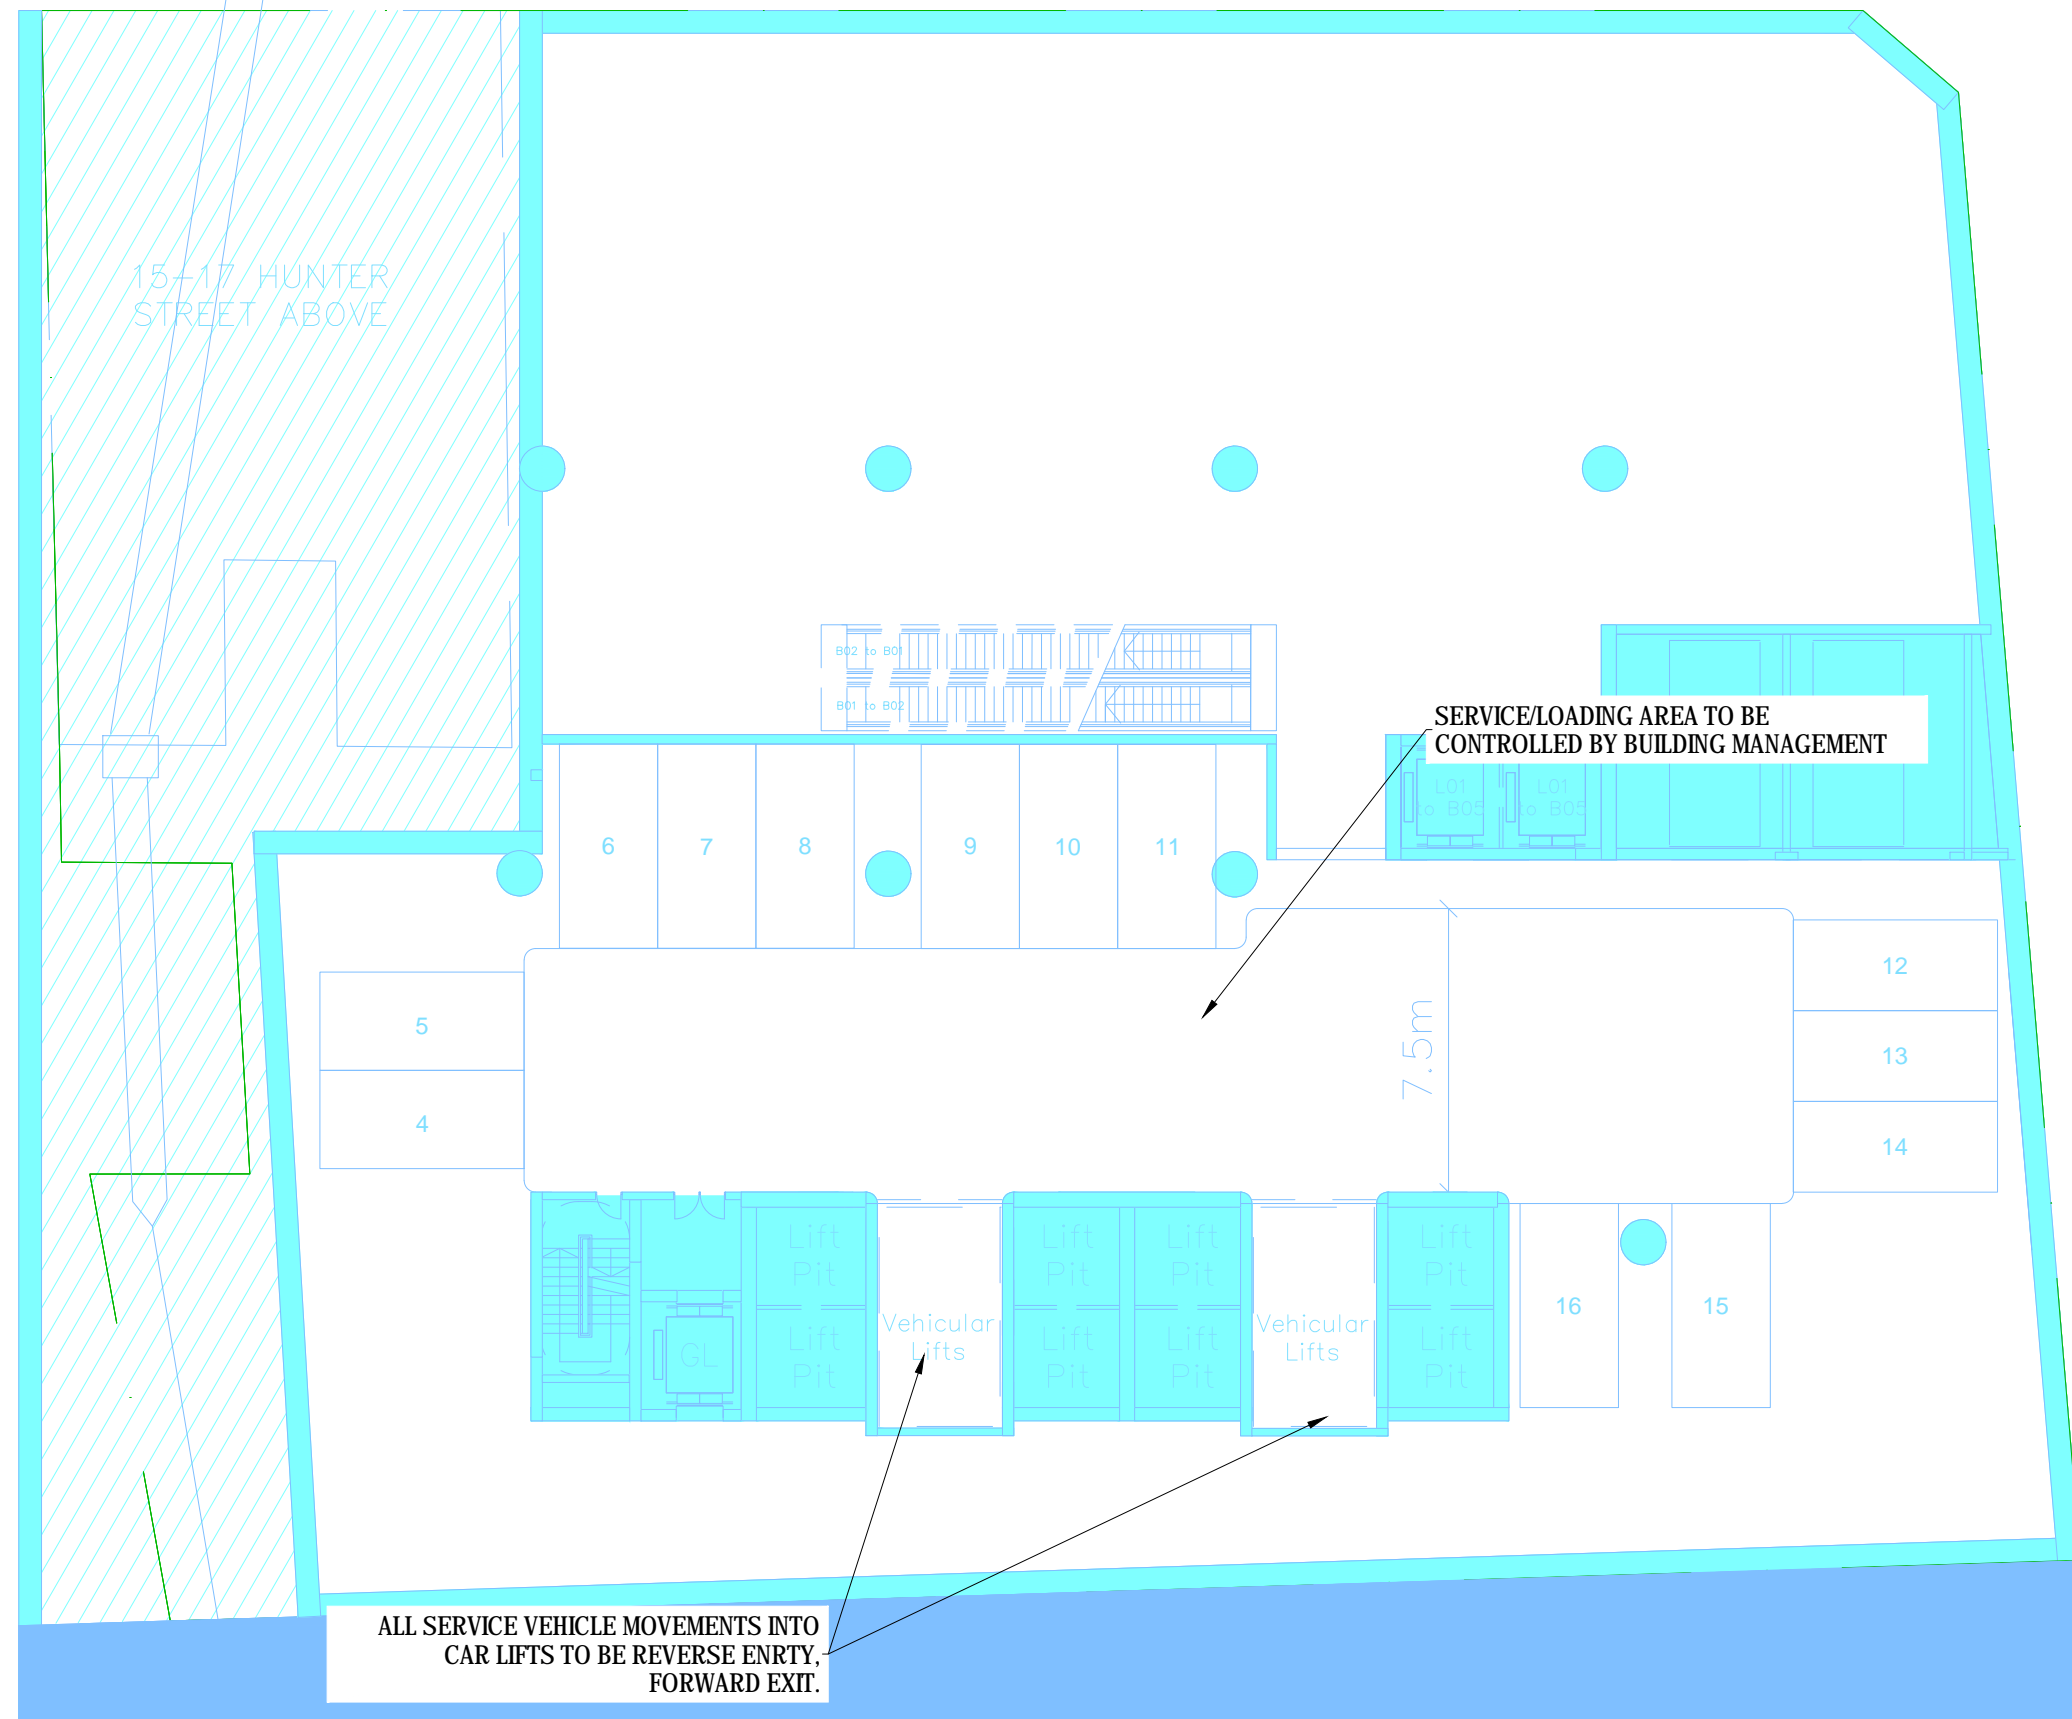 15-17 HUNTER
STREET ABOVE
B02 to B01
B01 to B02
SERVICE/LOADING AREA TO BE
CONTROLLED BY BUILDING MANAGEMENT
L01
to B05
L01
to B05
6
7
8
9
10
11
12
13
14
5
4
7.5m
Lift
Pit
Lift
Pit
Lift
Pit
Lift
Pit
Lift
Pit
Lift
Pit
Lift
Pit
Lift
Pit
GL
Vehicular
Lifts
Vehicular
Lifts
16
15
ALL SERVICE VEHICLE MOVEMENTS INTO
CAR LIFTS TO BE REVERSE ENRTY,
FORWARD EXIT.